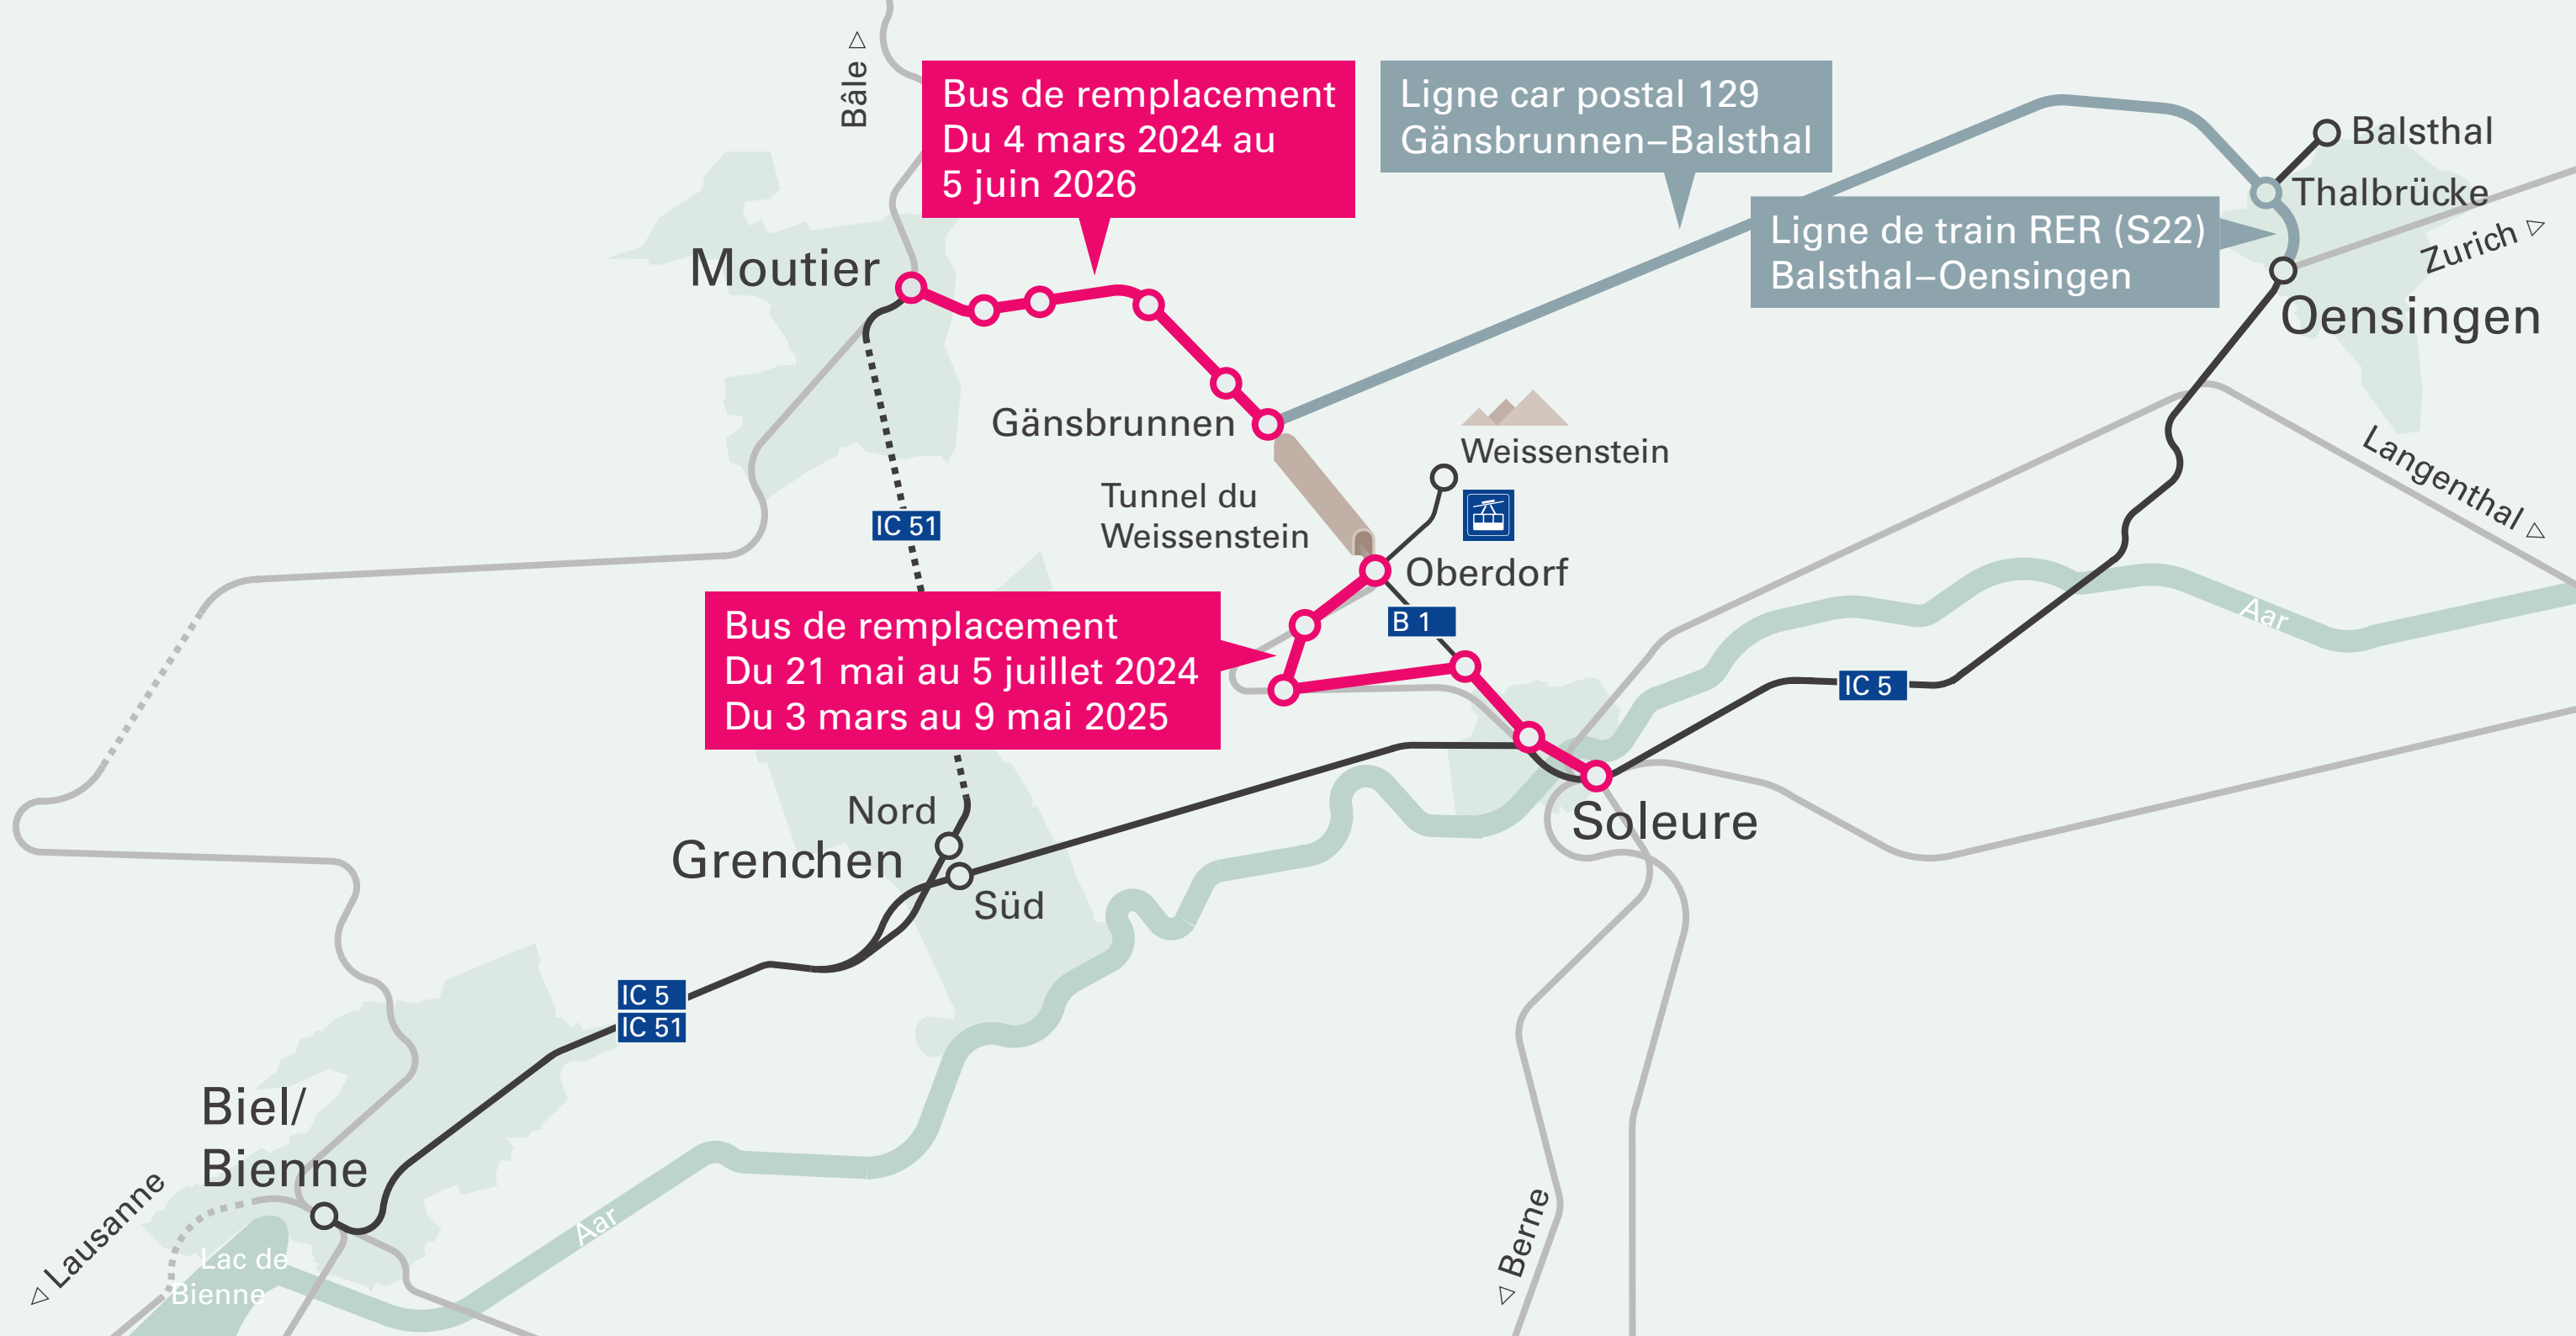 Bâle
Bus de remplacement
Du 4 mars 2024 au
5 juin 2026
Ligne car postal 129
Gänsbrunnen–Balsthal
Balsthal
Thalbrücke
Ligne de train RER (S22)
Balsthal–Oensingen
Zurich
Oensingen
Moutier
Gänsbrunnen
Weissenstein
Langenthal
Tunnel du
Weissenstein
IC 51
Oberdorf
B 1
Aar
Bus de remplacement
Du 21 mai au 5 juillet 2024
Du 3 mars au 9 mai 2025
IC 5
Nord
Grenchen
Süd
Soleure
IC 5
IC 51
Biel/
Bienne
Lausanne
Aar
Berne
Lac de
Bienne